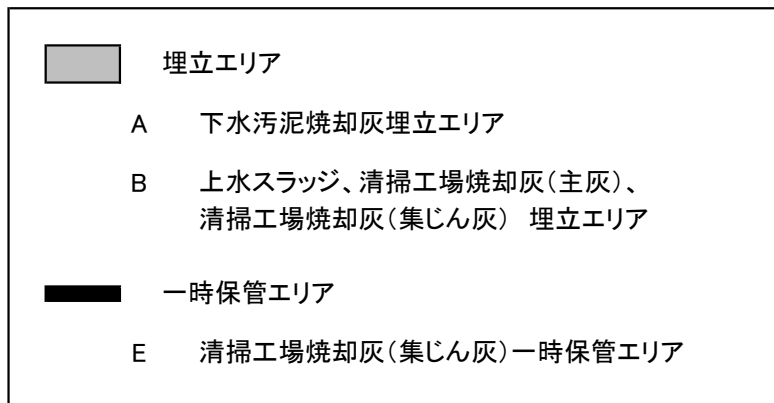 埋立エリア
A 下水汚泥焼却灰埋立エリア
B 上水スラッジ、清掃工場焼却灰(主灰)、
清掃工場焼却灰(集じん灰) 埋立エリア
一時保管エリア
E 清掃工場焼却灰(集じん灰)一時保管エリア